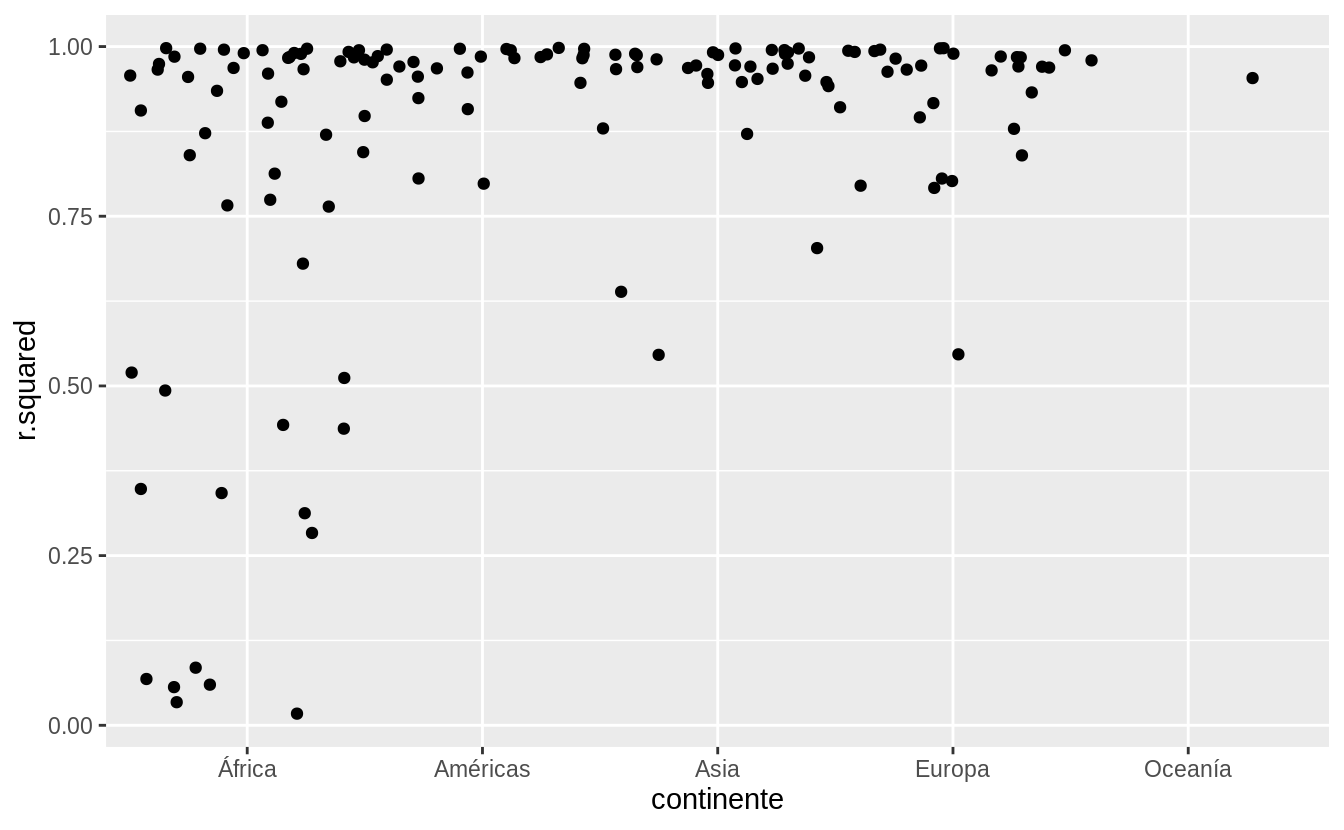 1.00
0.75
0.50
0.25
0.00
r.squared
África
Américas
Asia
Europa
Oceanía
continente